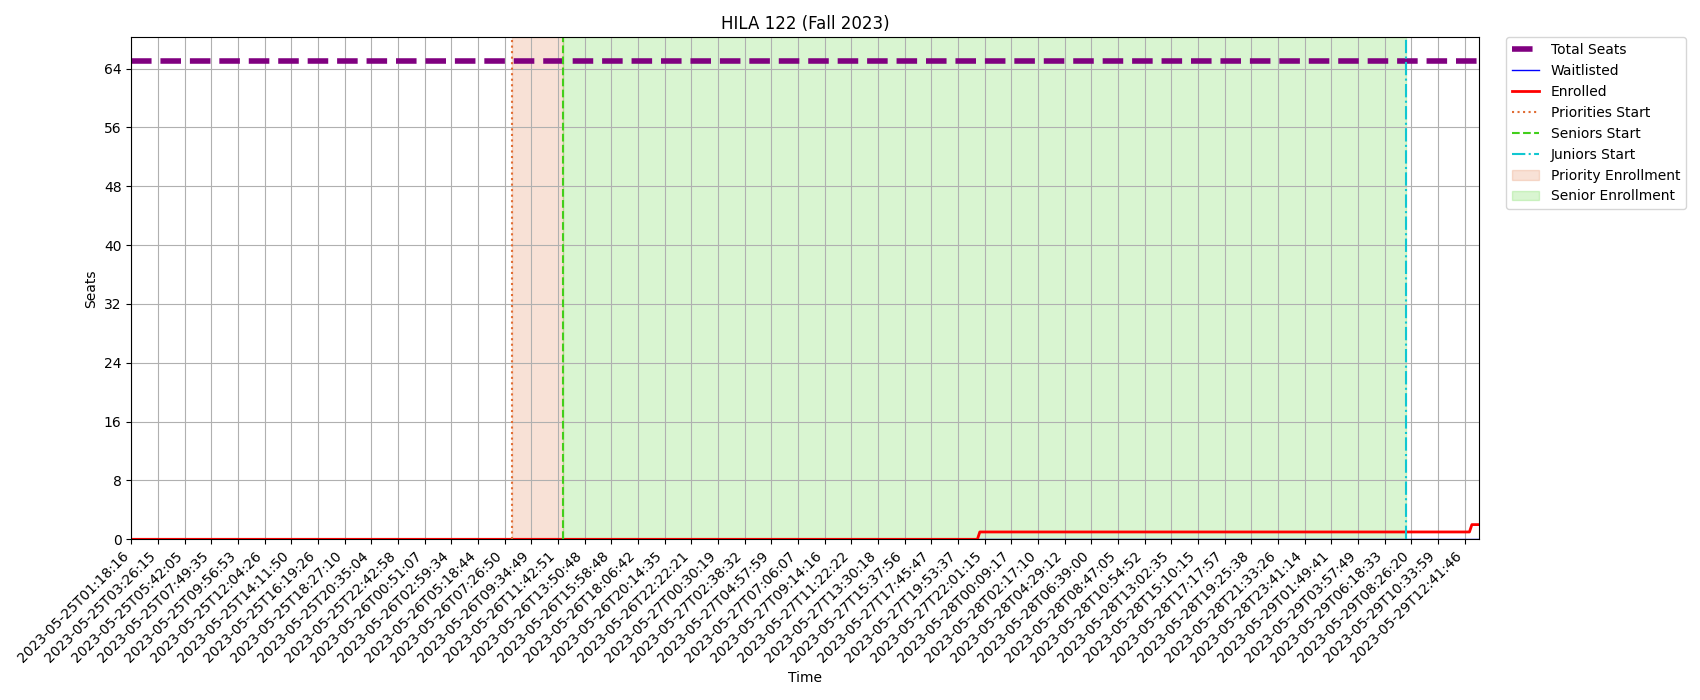 HILA 122 (Fall 2023)
Total Seats
Waitlisted
Enrolled
Priorities Start
Seniors Start
Juniors Start
Priority Enrollment
Senior Enrollment
Seats
64
56
48
40
32
24
16
8
0
2023-05-25T01:18:16
2023-05-25T03:26:15
2023-05-25T05:42:05
2023-05-25T07:49:35
2023-05-25T09:56:53
2023-05-25T12:04:26
2023-05-25T14:11:50
2023-05-25T16:19:26
2023-05-25T18:27:10
2023-05-25T20:35:04
2023-05-25T22:42:58
2023-05-26T00:51:07
2023-05-26T02:59:34
2023-05-26T05:18:44
2023-05-26T07:26:50
2023-05-26T09:34:49
2023-05-26T11:42:51
2023-05-26T13:50:48
2023-05-26T15:58:48
2023-05-26T18:06:42
2023-05-26T20:14:35
2023-05-26T22:22:21
2023-05-27T00:30:19
2023-05-27T02:38:32
2023-05-27T04:57:59
2023-05-27T07:06:07
2023-05-27T09:14:16
2023-05-27T11:22:22
2023-05-27T13:30:18
2023-05-27T15:37:56
2023-05-27T17:45:47
2023-05-27T19:53:37
2023-05-27T22:01:15
2023-05-28T00:09:17
2023-05-28T02:17:10
2023-05-28T04:29:12
2023-05-28T06:39:00
2023-05-28T08:47:05
2023-05-28T10:54:52
2023-05-28T13:02:35
2023-05-28T15:10:15
2023-05-28T17:17:57
2023-05-28T19:25:38
2023-05-28T21:33:26
2023-05-28T23:41:14
2023-05-29T01:49:41
2023-05-29T03:57:49
2023-05-29T06:18:33
2023-05-29T08:26:20
2023-05-29T10:33:59
2023-05-29T12:41:46
Time